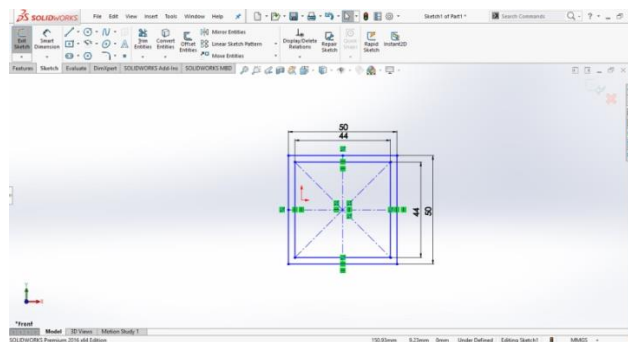 SOLIDWORKS File Edit View Insert Tools Window Help Sketch1 of Part1 * Search Commands
Exit Sketch Smart Dimension Trim Entities Convert Entities Offset Entities Mirror Entities Linear Sketch Pattern Move Entities Display/Delete Relations Repair Sketch Quick Snaps Rapid Sketch Instant2D
Features Sketch Evaluate DimXpert SOLIDWORKS Add-Ins SOLIDWORKS MBD
50
44
44
50
*Front
Model 3D Views Motion Study 1
SOLIDWORKS Premium 2016 x64 Edition 0mm Under Defined Editing Sketch1 MMGS